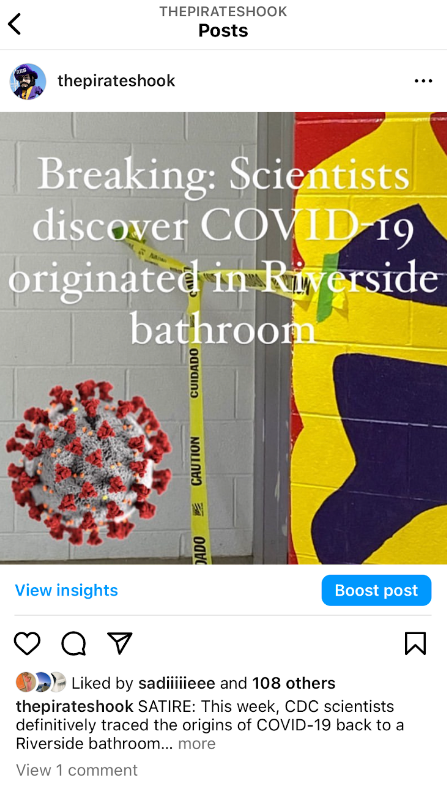 THEPIRATESHOOK
Posts
thepirateshook
Breaking: Scientists
discover COVID-19
originated in Riverside
bathroom
CUIDADO
CAUTION
View insights
Boost post
Liked by sadiiiiieee and 108 others
thepirateshook SATIRE: This week, CDC scientists
definitively traced the origins of COVID-19 back to a
Riverside bathroom... more
View 1 comment